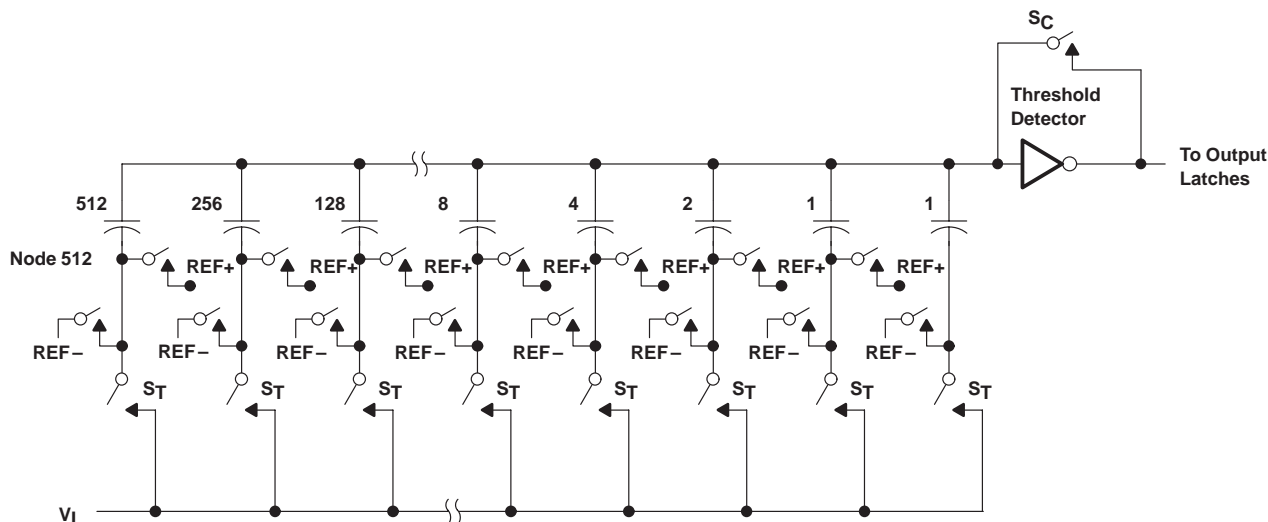 SC
Threshold
Detector
To Output
Latches
512 256 128 8 4 2 1 1
Node 512
REF+ REF+ REF+ REF+ REF+ REF+ REF+
REF− REF− REF− REF− REF− REF− REF− REF−
ST ST ST ST ST ST ST ST
VI